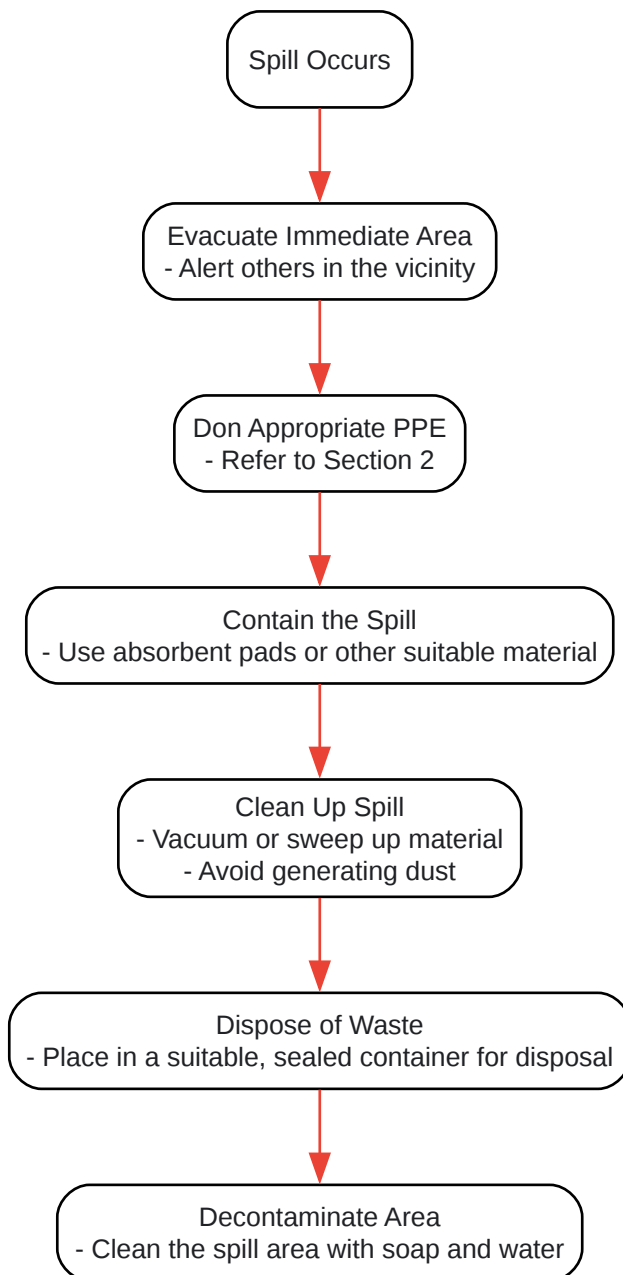 Spill Occurs
Evacuate Immediate Area
- Alert others in the vicinity
Don Appropriate PPE
- Refer to Section 2
Contain the Spill
- Use absorbent pads or other suitable material
Clean Up Spill
- Vacuum or sweep up material
- Avoid generating dust
Dispose of Waste
- Place in a suitable, sealed container for disposal
Decontaminate Area
- Clean the spill area with soap and water